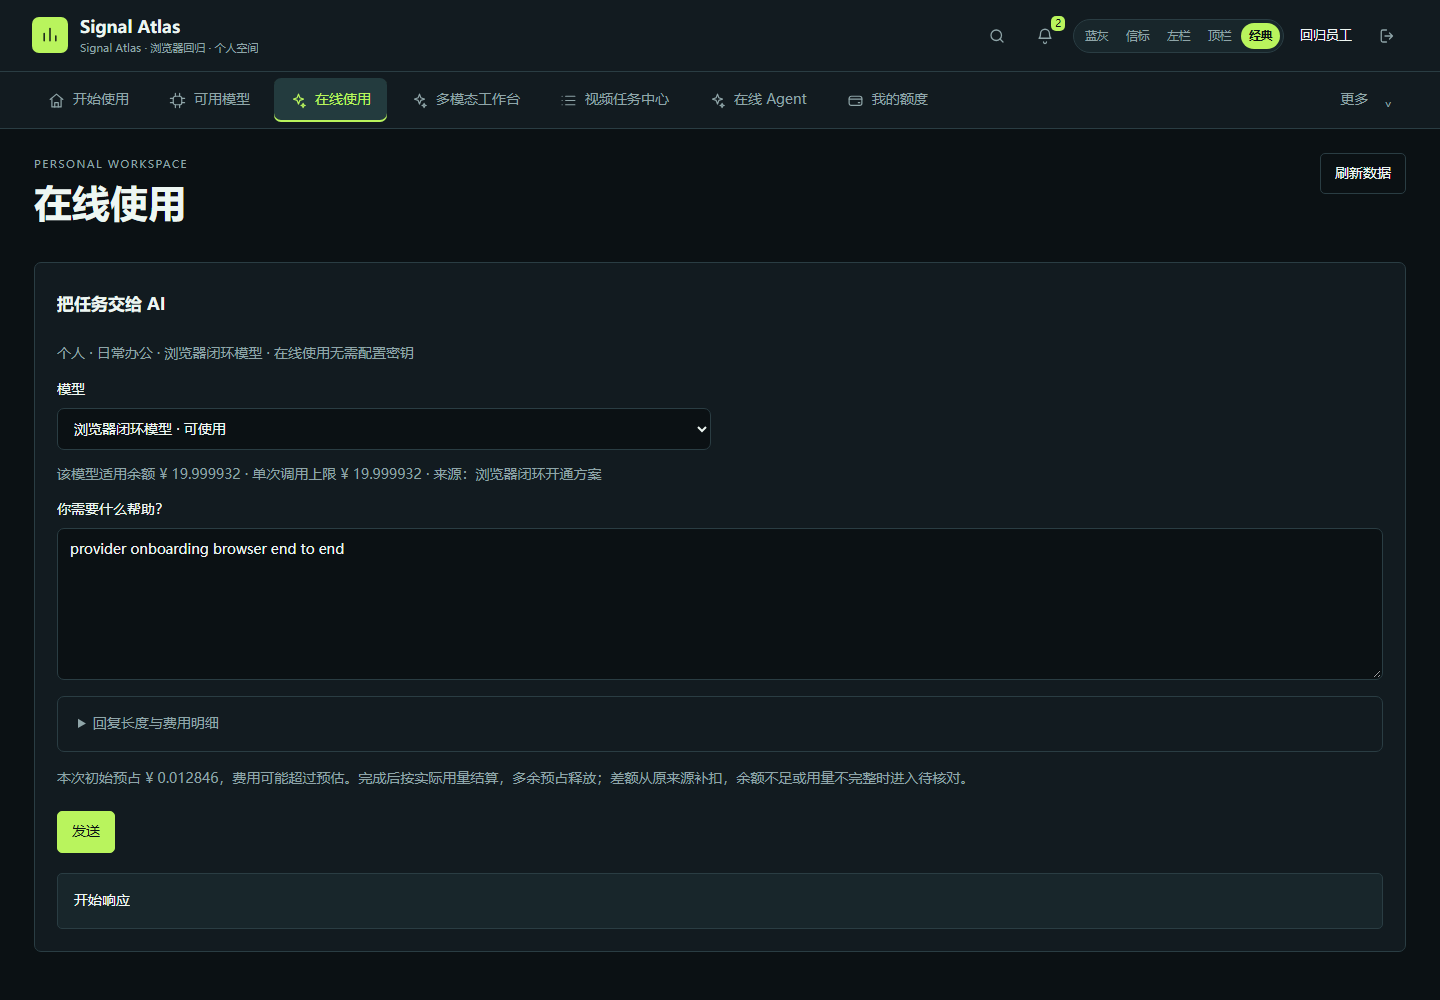 Signal Atlas
Signal Atlas · 浏览器回归 · 个人空间
2
蓝灰 信标 左栏 顶栏 经典
回归员工
开始使用 可用模型 在线使用 多模态工作台 视频任务中心 在线 Agent 我的额度 更多
PERSONAL WORKSPACE
在线使用
刷新数据
把任务交给 AI
个人 · 日常办公 · 浏览器闭环模型 · 在线使用无需配置密钥
模型
浏览器闭环模型 · 可使用
该模型适用余额 ¥ 19.999932 · 单次调用上限 ¥ 19.999932 · 来源：浏览器闭环开通方案
你需要什么帮助？
provider onboarding browser end to end
回复长度与费用明细
本次初始预占 ¥ 0.012846，费用可能超过预估。完成后按实际用量结算，多余预占释放；差额从原来源补扣，余额不足或用量不完整时进入待核对。
发送
开始响应